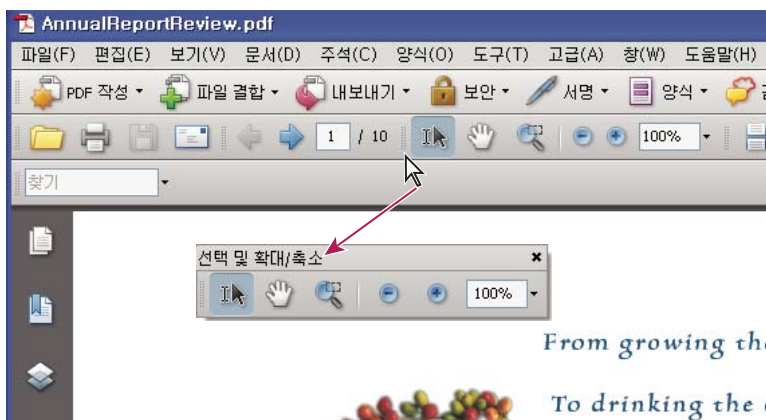 AnnualReportReview.pdf
파일(F) 편집(E) 보기(V) 문서(D) 주석(C) 양식(O) 도구(T) 고급(A) 창(W) 도움말(H)
PDF 작성 파일 결합 내보내기 보안 서명 양식
1 / 10 100%
찾기
선택 및 확대/축소
100%
From growing the
To drinking the